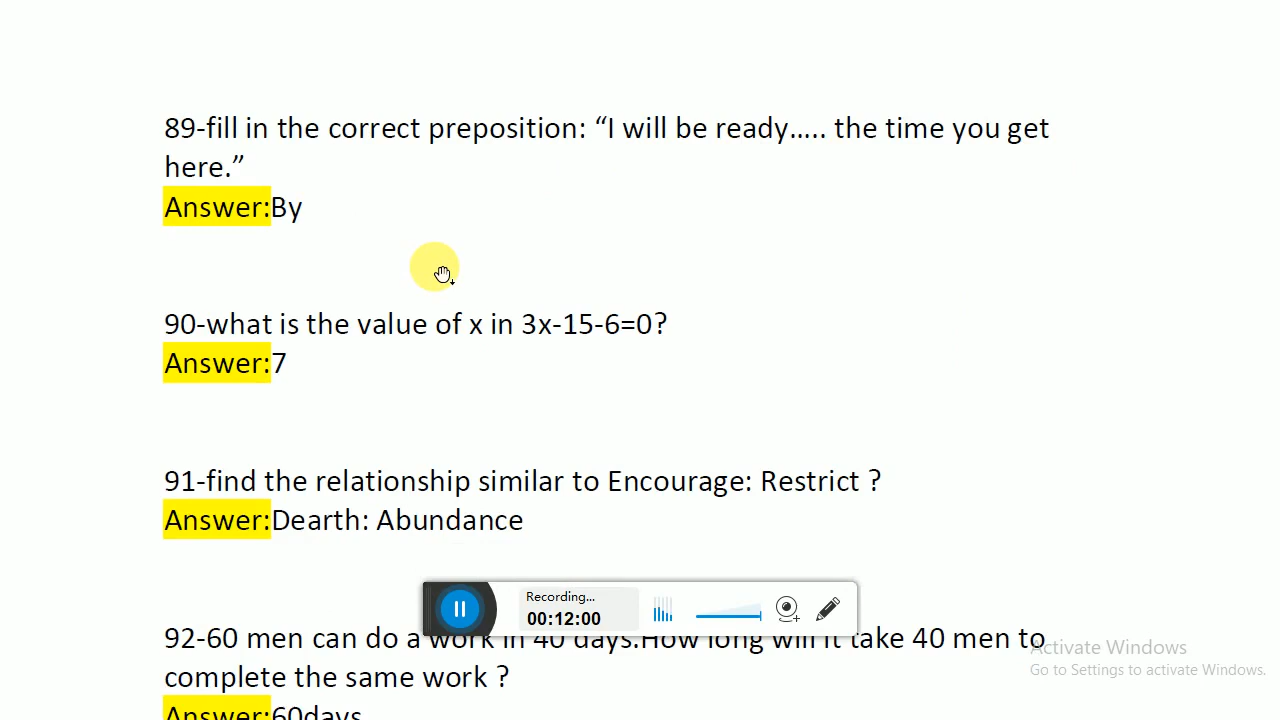 89-fill in the correct preposition: “I will be ready..... the time you get
here.”
Answer:By
90-what is the value of x in 3x-15-6=0?
Answer:7
91-find the relationship similar to Encourage: Restrict ?
Answer:Dearth: Abundance
Recording...
00:12:00
92-60 men can do a work in 40 days.How long will it take 40 men to
complete the same work ?
Answer:60days
Activate Windows
Go to Settings to activate Windows.